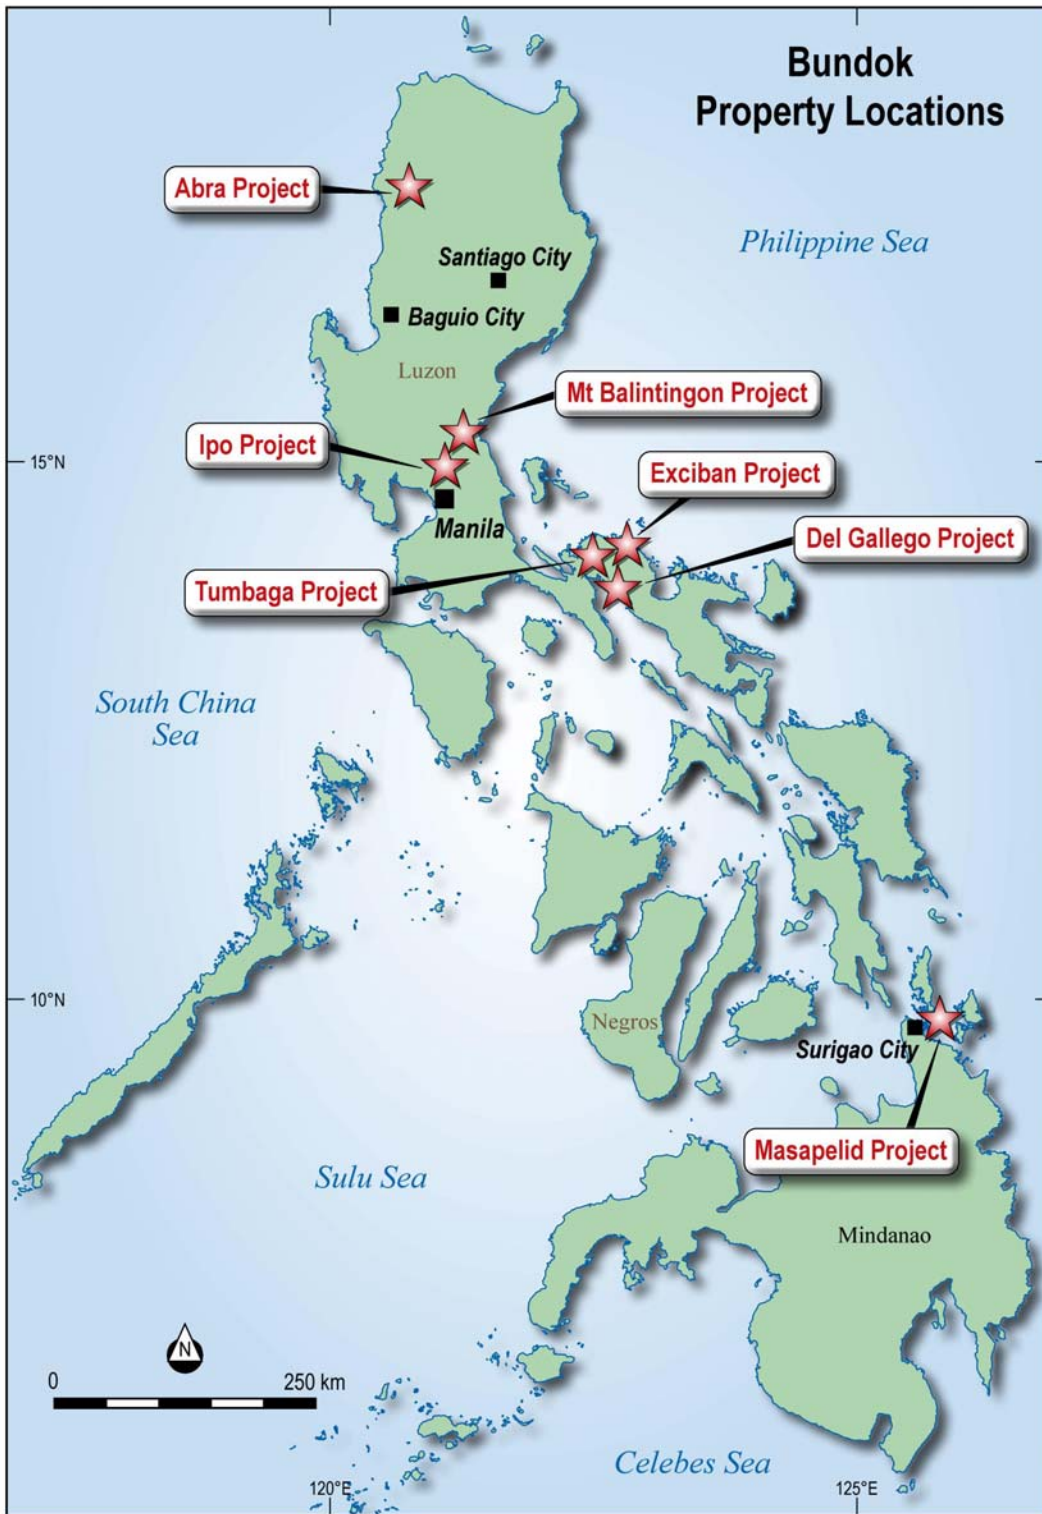 Bundok
Property Locations
Abra Project
Philippine Sea
Santiago City
Baguio City
Luzon
Mt Balintingon Project
Ipo Project
15°N
Exciban Project
Manila
Del Gallego Project
Tumbaga Project
South China
Sea
10°N
Negros
Surigao City
Masapelid Project
Sulu Sea
Mindanao
N
0
250 km
Celebes Sea
120°E
125°E